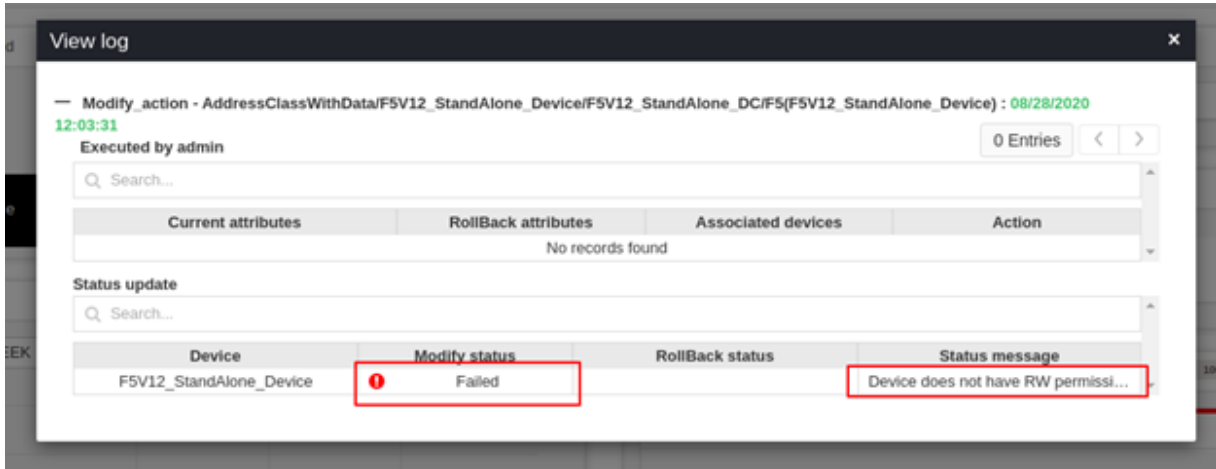 View log
×
— Modify_action - AddressClassWithData/F5V12_StandAlone_Device/F5V12_StandAlone_DC/F5(F5V12_StandAlone_Device) : 08/28/2020
12:03:31
0 Entries < >
Executed by admin
Search...
Current attributes RollBack attributes Associated devices Action
No records found
Status update
Search...
Device Modify status RollBack status Status message
F5V12_StandAlone_Device Failed Device does not have RW permissi...
d
e
EEK
10